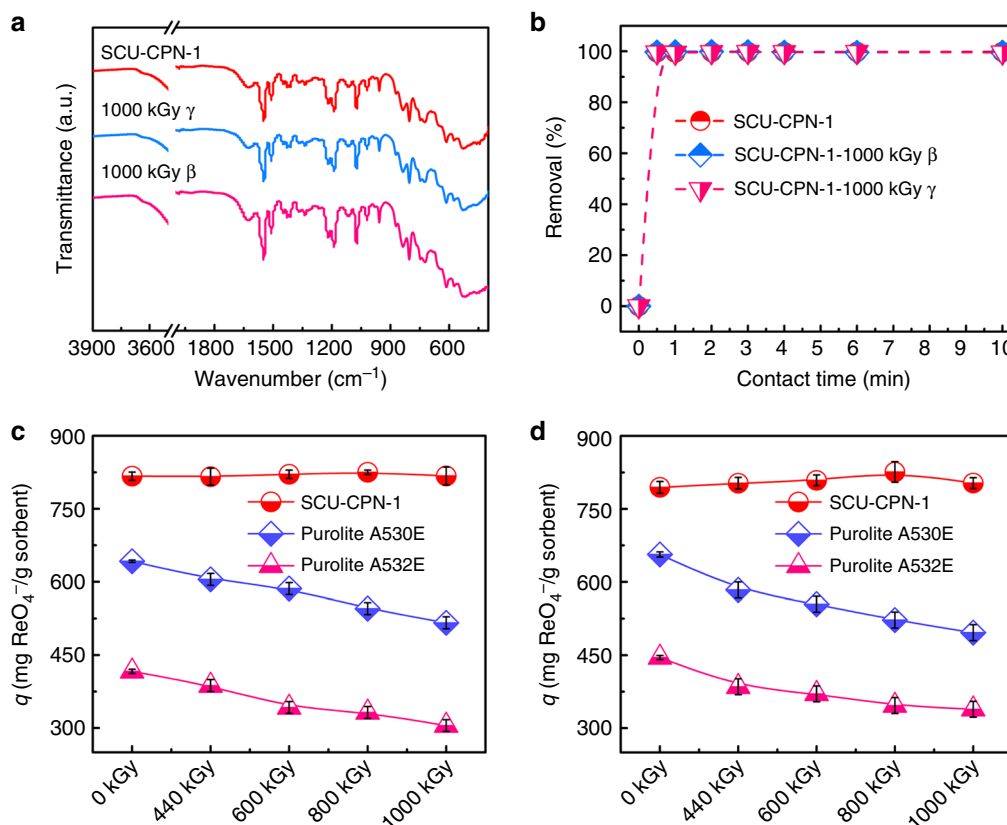 a
SCU-CPN-1
1000 kGy γ
1000 kGy β
Transmittance (a.u.)
3900 3600 1800 1500 1200 900 600
Wavenumber (cm⁻¹)
b
100
80
60
40
20
0
Removal (%)
SCU-CPN-1
SCU-CPN-1-1000 kGy β
SCU-CPN-1-1000 kGy γ
0 1 2 3 4 5 6 7 8 9 10
Contact time (min)
c
900
750
600
450
300
q (mg ReO₄⁻/g sorbent)
SCU-CPN-1
Purolite A530E
Purolite A532E
0 kGy 440 kGy 600 kGy 800 kGy 1000 kGy
d
900
750
600
450
300
q (mg ReO₄⁻/g sorbent)
SCU-CPN-1
Purolite A530E
Purolite A532E
0 kGy 440 kGy 600 kGy 800 kGy 1000 kGy